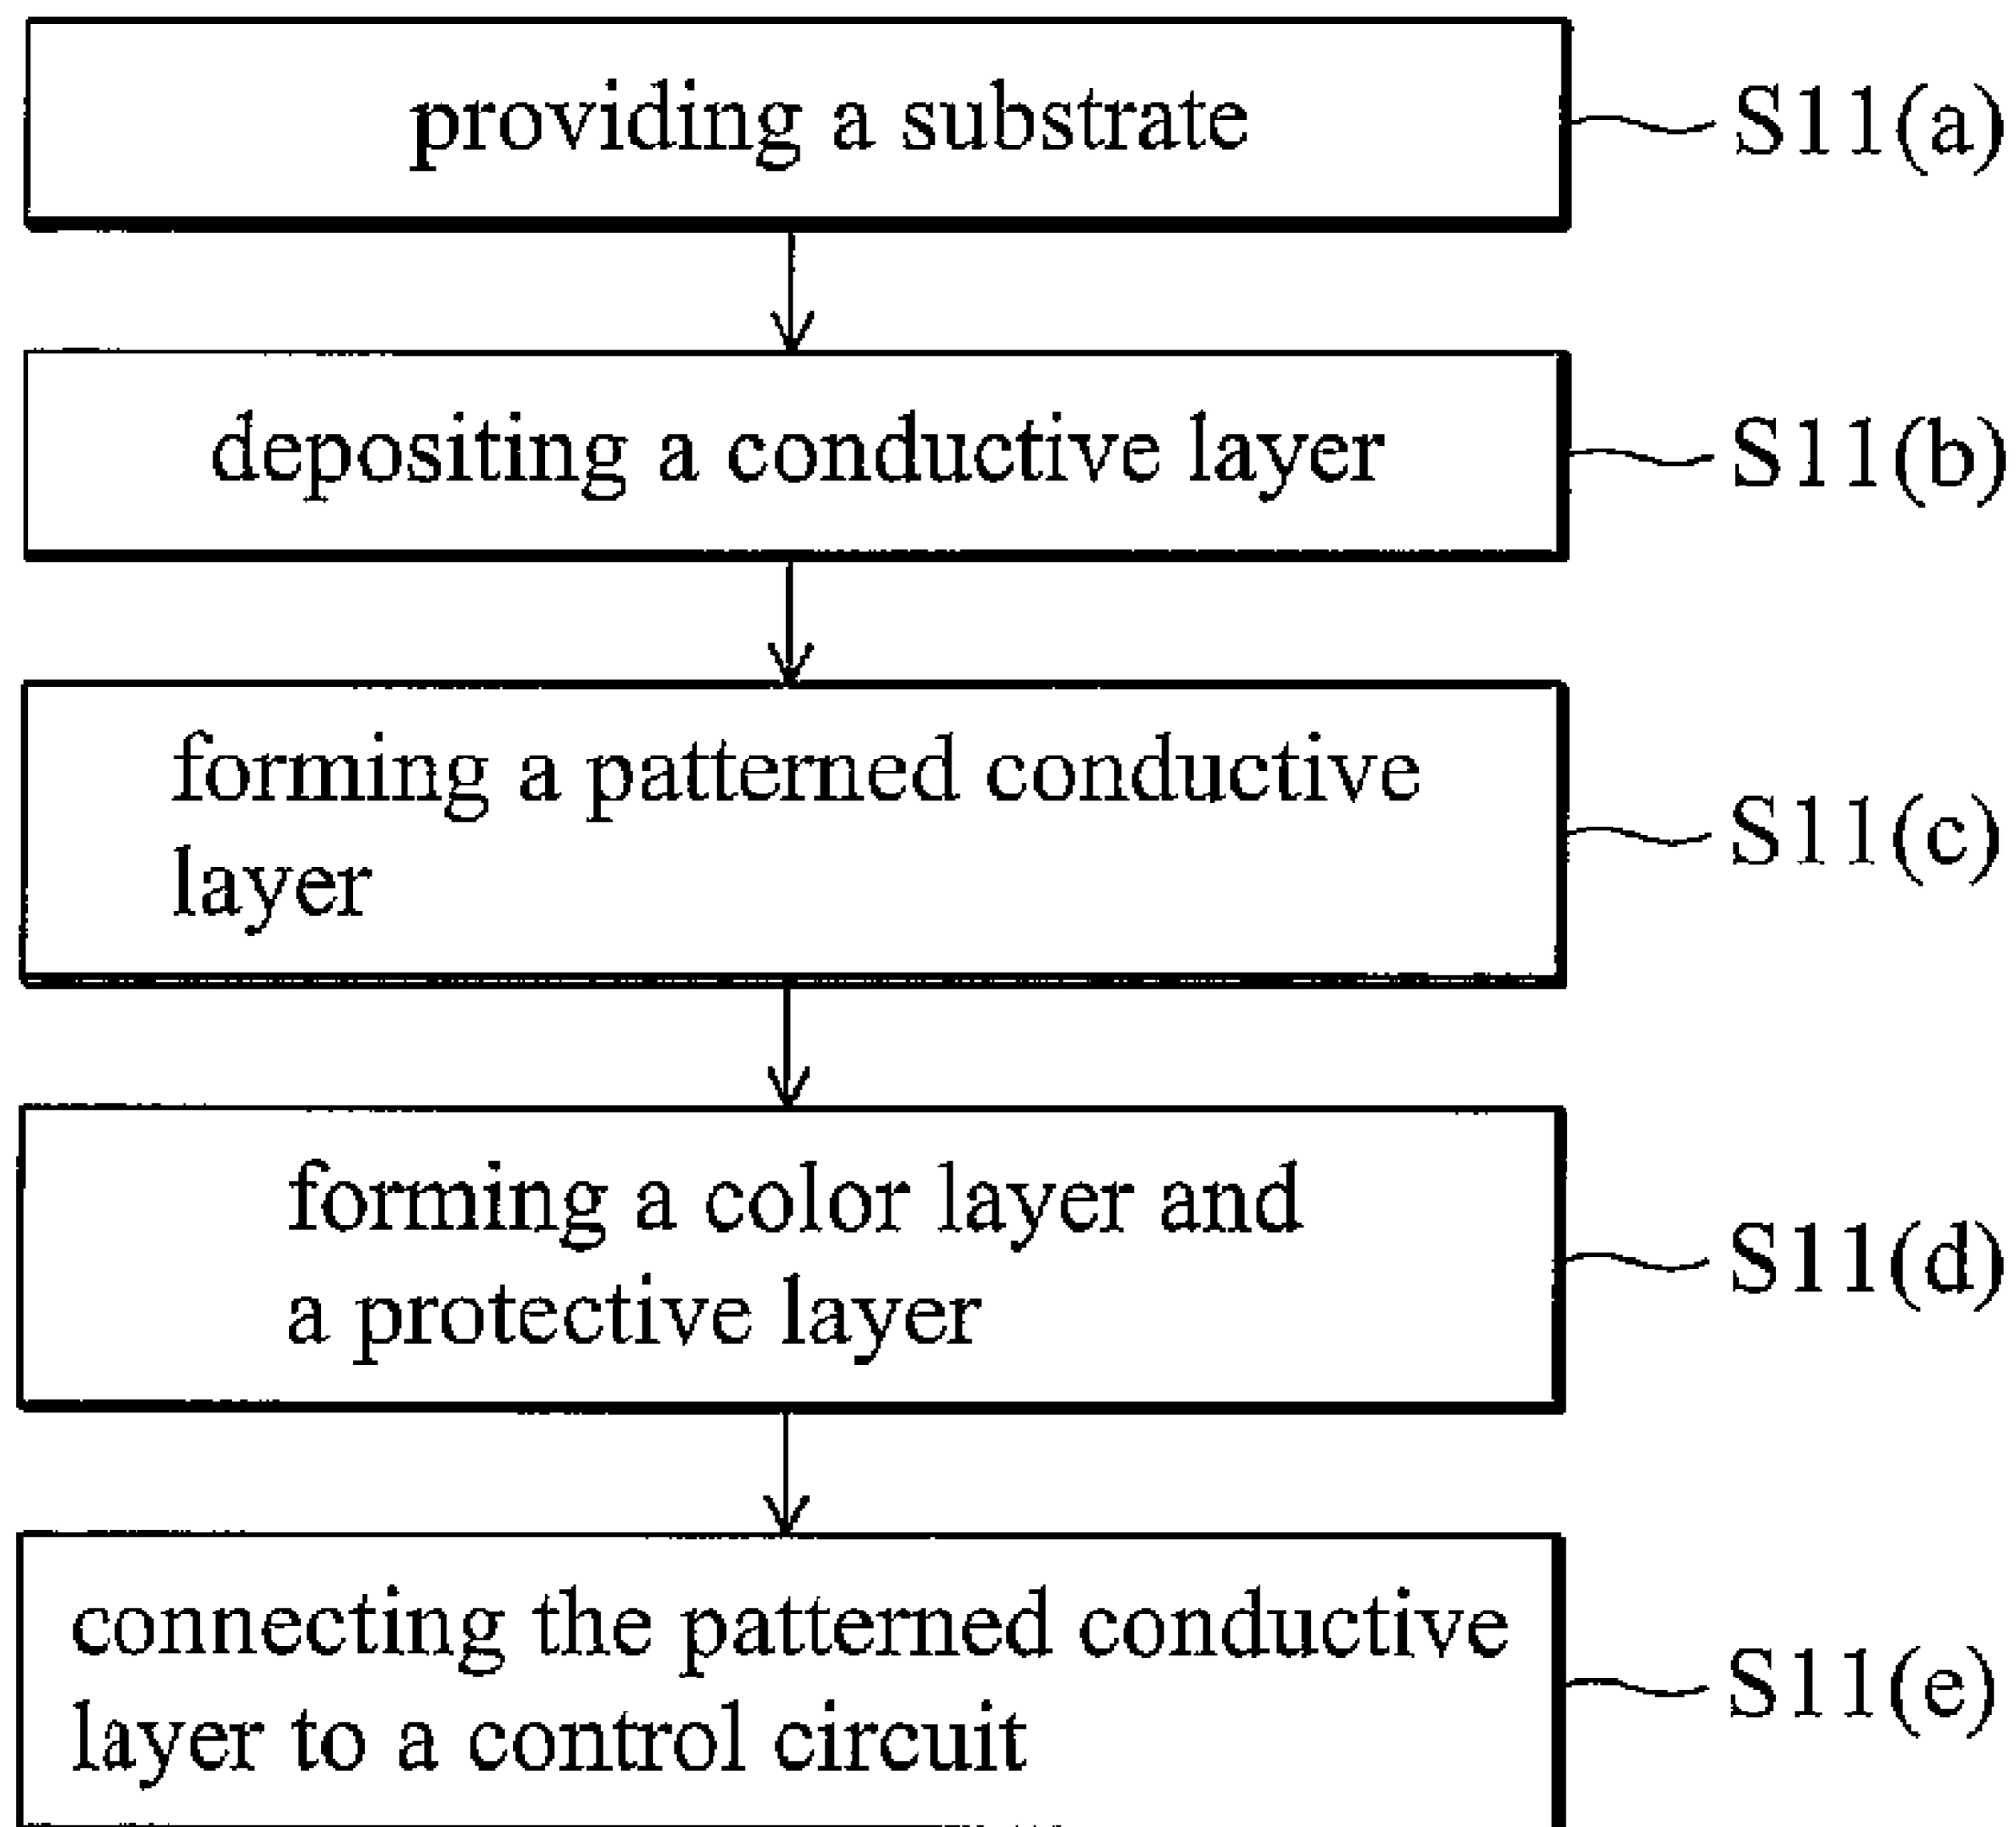 providing a substrate
S11(a)
depositing a conductive layer
S11(b)
forming a patterned conductive
layer
S11(c)
forming a color layer and
a protective layer
S11(d)
connecting the patterned conductive
layer to a control circuit
S11(e)